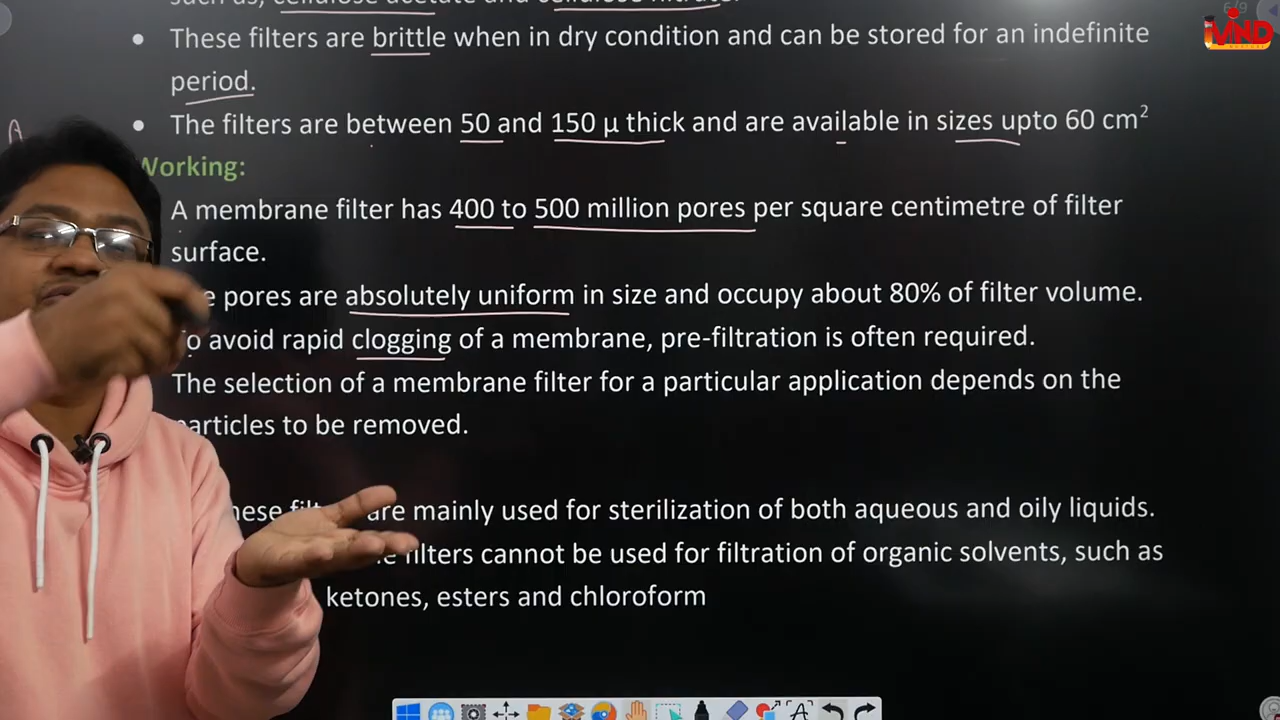 such as, cellulose acetate and cellulose nitrate.
6/9
iMIND
• These filters are brittle when in dry condition and can be stored for an indefinite
period.
• The filters are between 50 and 150 μ thick and are available in sizes upto 60 cm²
Working:
A membrane filter has 400 to 500 million pores per square centimetre of filter
surface.
pores are absolutely uniform in size and occupy about 80% of filter volume.
To avoid rapid clogging of a membrane, pre-filtration is often required.
The selection of a membrane filter for a particular application depends on the
particles to be removed.
are mainly used for sterilization of both aqueous and oily liquids.
filters cannot be used for filtration of organic solvents, such as
ketones, esters and chloroform